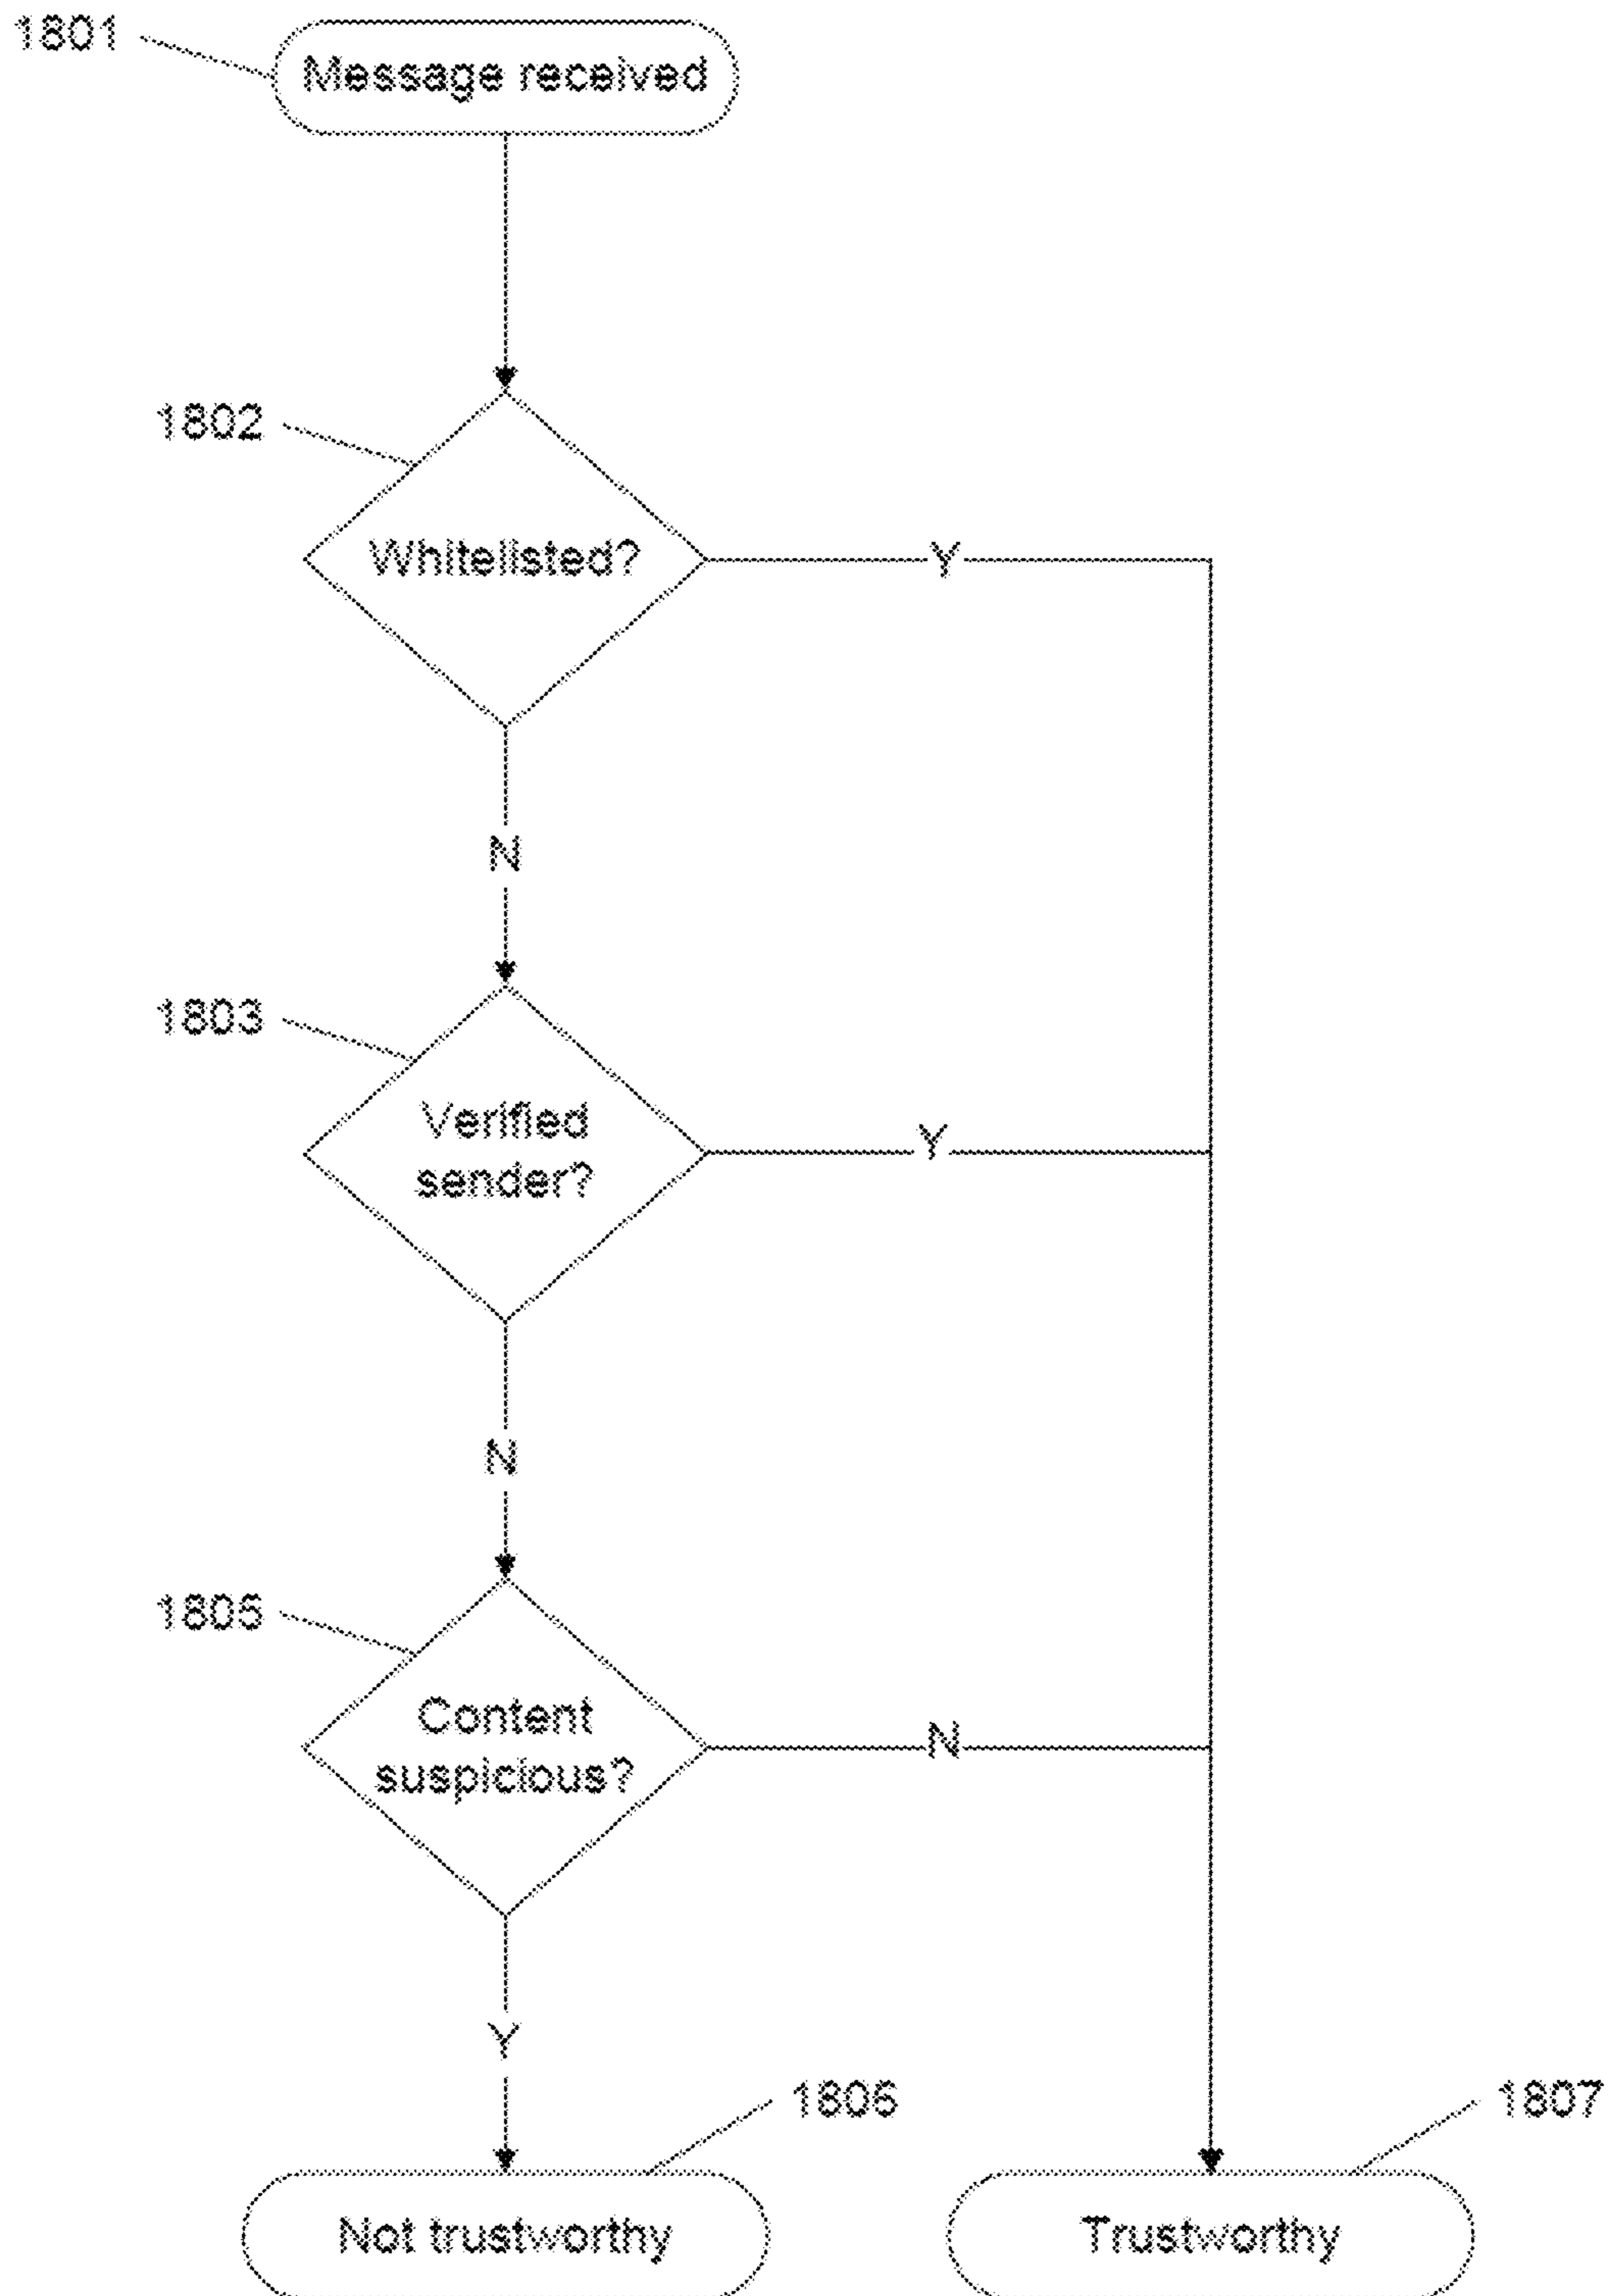 1801
Message received
1802
Whitelisted?
Y
N
1803
Verified
sender?
Y
N
1805
Content
suspicious?
N
Y
1806
1807
Not trustworthy
Trustworthy